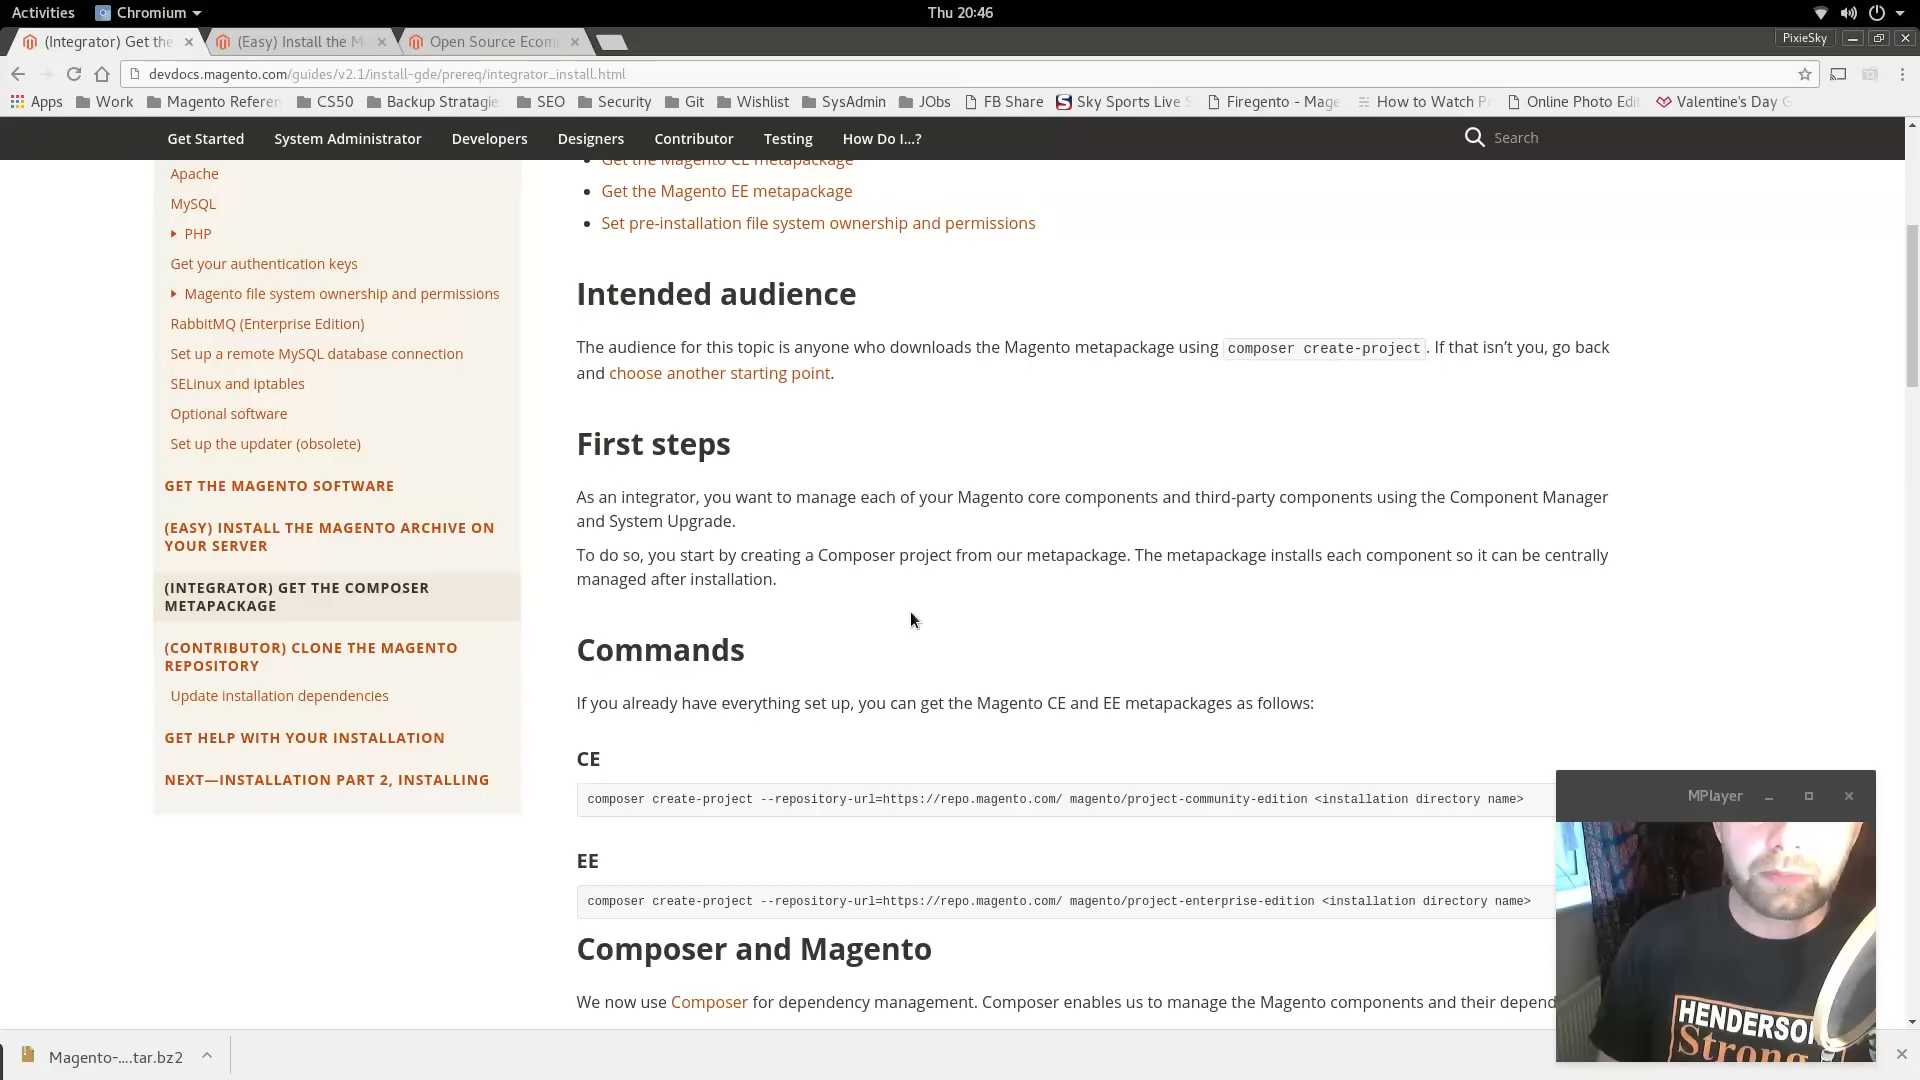 Activities Chromium Thu 20:46
(Integrator) Get the (Easy) Install the M Open Source Ecom PixieSky
devdocs.magento.com/guides/v2.1/install-gde/prereq/integrator_install.html
Apps Work Magento Referen CS50 Backup Strategie SEO Security Git Wishlist SysAdmin JObs FB Share Sky Sports Live S Firegento - Mage How to Watch P Online Photo Edit Valentine's Day G
Get Started System Administrator Developers Designers Contributor Testing How Do I...? Search
Apache
MySQL
PHP
Get your authentication keys
Magento file system ownership and permissions
RabbitMQ (Enterprise Edition)
Set up a remote MySQL database connection
SELinux and iptables
Optional software
Set up the updater (obsolete)
GET THE MAGENTO SOFTWARE
(EASY) INSTALL THE MAGENTO ARCHIVE ON
YOUR SERVER
(INTEGRATOR) GET THE COMPOSER
METAPACKAGE
(CONTRIBUTOR) CLONE THE MAGENTO
REPOSITORY
Update installation dependencies
GET HELP WITH YOUR INSTALLATION
NEXT—INSTALLATION PART 2, INSTALLING
Get the Magento CE metapackage
Get the Magento EE metapackage
Set pre-installation file system ownership and permissions
Intended audience
The audience for this topic is anyone who downloads the Magento metapackage using composer create-project. If that isn’t you, go back
and choose another starting point.
First steps
As an integrator, you want to manage each of your Magento core components and third-party components using the Component Manager
and System Upgrade.
To do so, you start by creating a Composer project from our metapackage. The metapackage installs each component so it can be centrally
managed after installation.
Commands
If you already have everything set up, you can get the Magento CE and EE metapackages as follows:
CE
composer create-project --repository-url=https://repo.magento.com/ magento/project-community-edition <installation directory name>
EE
composer create-project --repository-url=https://repo.magento.com/ magento/project-enterprise-edition <installation directory name>
Composer and Magento
We now use Composer for dependency management. Composer enables us to manage the Magento components and their depend
MPlayer
HENDERSO
Strong
Magento-....tar.bz2